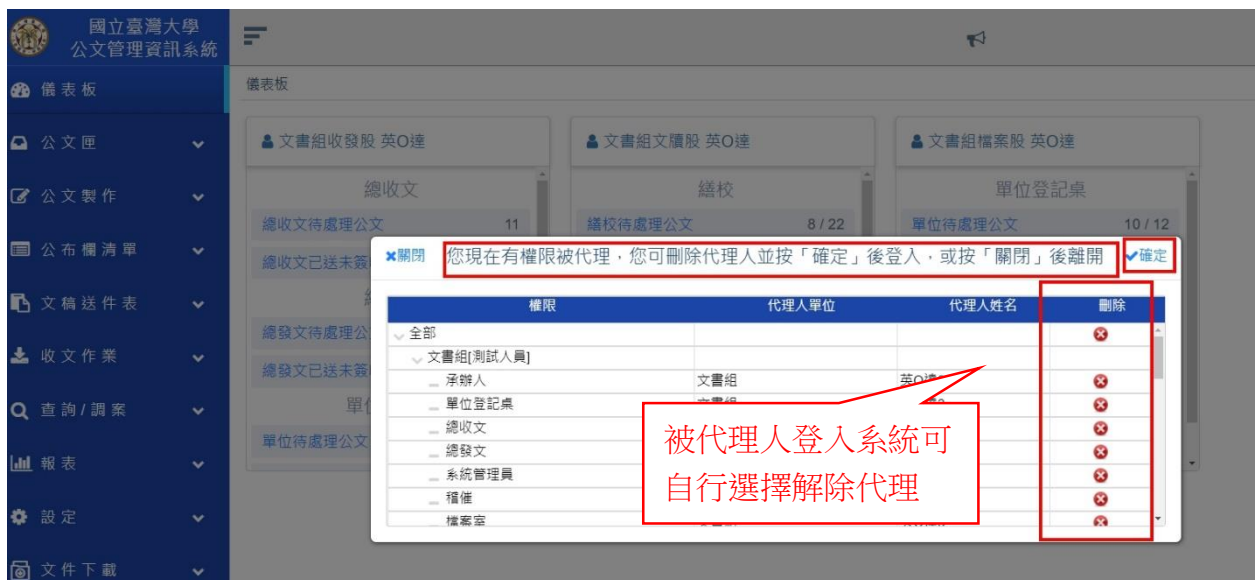 國立臺灣大學
公文管理資訊系統
儀表板
公文匣
公文製作
公布欄清單
文稿送件表
收文作業
查詢/調案
報表
設定
文件下載
儀表板
文書組收發股 英O達
總收文
總收文待處理公文 11
總收文已送未簽
總發文待處理公
總發文已送未簽
單位待處理公文
文書組文牘股 英O達
繕校
繕校待處理公文 8 / 22
文書組檔案股 英O達
單位登記桌
單位待處理公文 10 / 12
關閉 您現在有權限被代理，您可刪除代理人並按「確定」後登入，或按「關閉」後離開 確定
權限 代理人單位 代理人姓名 刪除
全部
文書組[測試人員]
承辦人 文書組
單位登記桌
總收文
總發文
系統管理員
稽催
檔案室
被代理人登入系統可
自行選擇解除代理